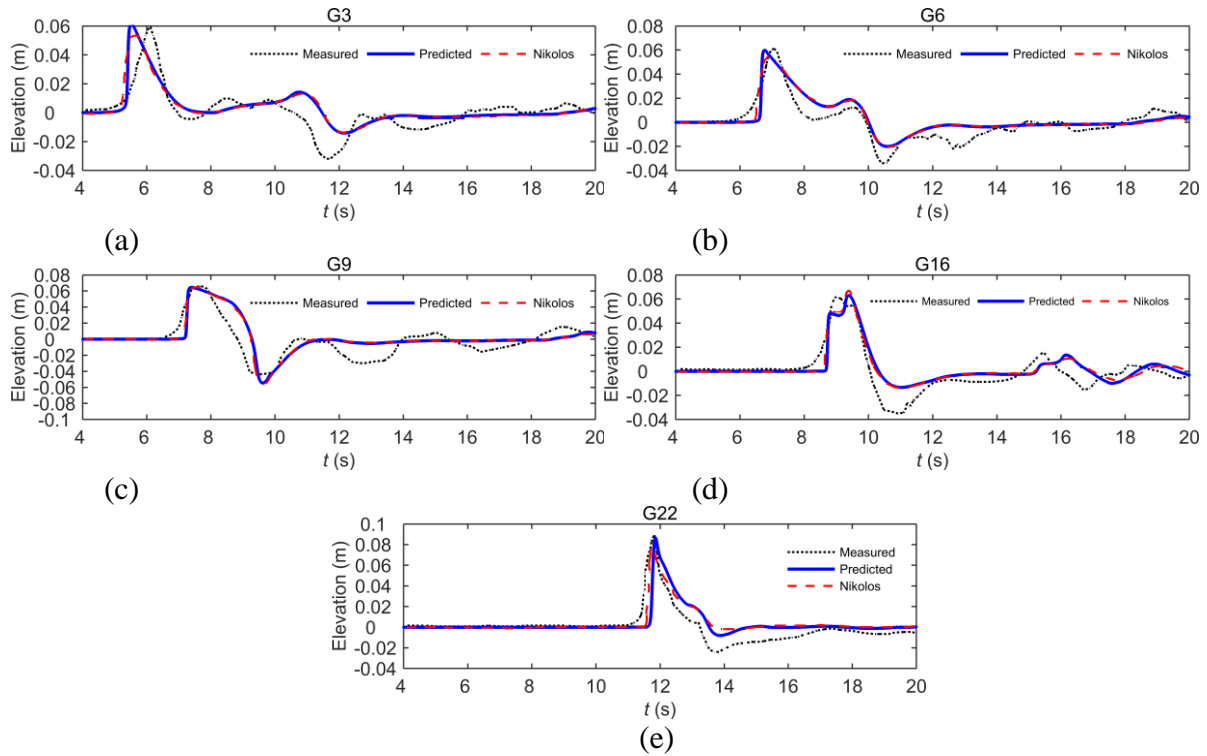 G3
Measured Predicted Nikolos
Elevation (m)
0.06
0.04
0.02
0
-0.02
-0.04
4 6 8 10 12 14 16 18 20
t (s)
(a)
G6
Measured Predicted Nikolos
Elevation (m)
0.08
0.06
0.04
0.02
0
-0.02
-0.04
4 6 8 10 12 14 16 18 20
t (s)
(b)
G9
Measured Predicted Nikolos
Elevation (m)
0.08
0.06
0.04
0.02
0
-0.02
-0.04
-0.06
-0.08
-0.1
4 6 8 10 12 14 16 18 20
t (s)
(c)
G16
Measured Predicted Nikolos
Elevation (m)
0.08
0.06
0.04
0.02
0
-0.02
-0.04
4 6 8 10 12 14 16 18 20
t (s)
(d)
G22
Measured
Predicted
Nikolos
Elevation (m)
0.1
0.08
0.06
0.04
0.02
0
-0.02
-0.04
4 6 8 10 12 14 16 18 20
t (s)
(e)